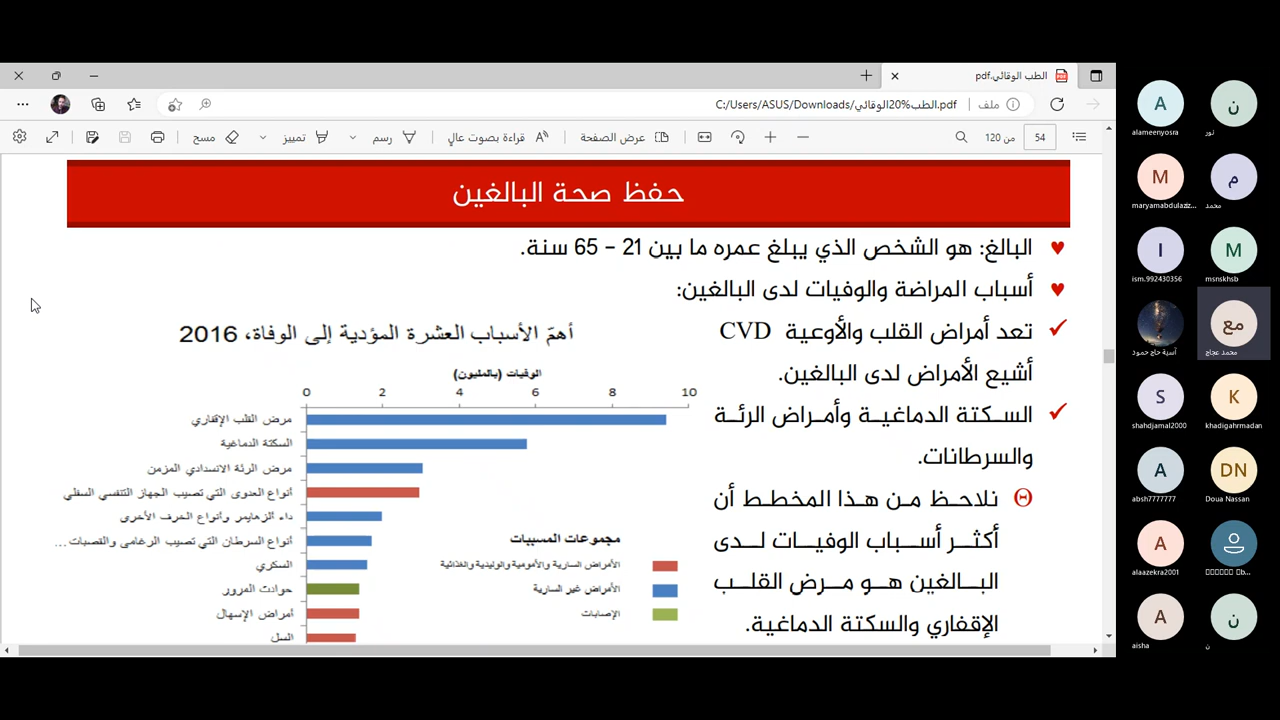 الطب الوقائي.pdf
ملف
C:/Users/ASUS/Downloads/الطب%20الوقائي.pdf
54
من 120
عرض الصفحة
قراءة بصوت عالٍ
رسم
تمييز
مسح
حفظ صحة البالغين
البالغ: هو الشخص الذي يبلغ عمره ما بين 21 – 65 سنة.
أسباب المراضة والوفيات لدى البالغين:
تعد أمراض القلب والأوعية CVD
أشيع الأمراض لدى البالغين.
السكتة الدماغية وأمراض الرئة
والسرطانات.
نلاحظ من هذا المخطط أن
أكثر أسباب الوفيات لدى
البالغين هو مرض القلب
الإقفاري والسكتة الدماغية.
أهمّ الأسباب العشرة المؤدية إلى الوفاة، 2016
الوفيات (بالمليون)
0 2 4 6 8 10
مرض القلب الإقفاري
السكتة الدماغية
مرض الرئة الانسدادي المزمن
أنواع العدوى التي تصيب الجهاز التنفسي السفلي
داء ألزهايمر وأنواع الخرف الأخرى
أنواع السرطان التي تصيب الرغامى والقصبات...
السكري
حوادث المرور
أمراض الإسهال
السل
مجموعات المسببات
الأمراض السارية والأمومية والوليدية والغذائية
الأمراض غير السارية
الإصابات
A
alameenyosra
ن
نور
M
maryamabdulaziz...
م
محمد
I
ism.992430356
M
msnskhsb
آسية حاج حمود
مع
محمد عجاج
S
shahdjamal2000
K
khadigahrmadan
A
absh7777777
DN
Doua Nassan
A
alaazekra2001
A
aisha
ن
ن